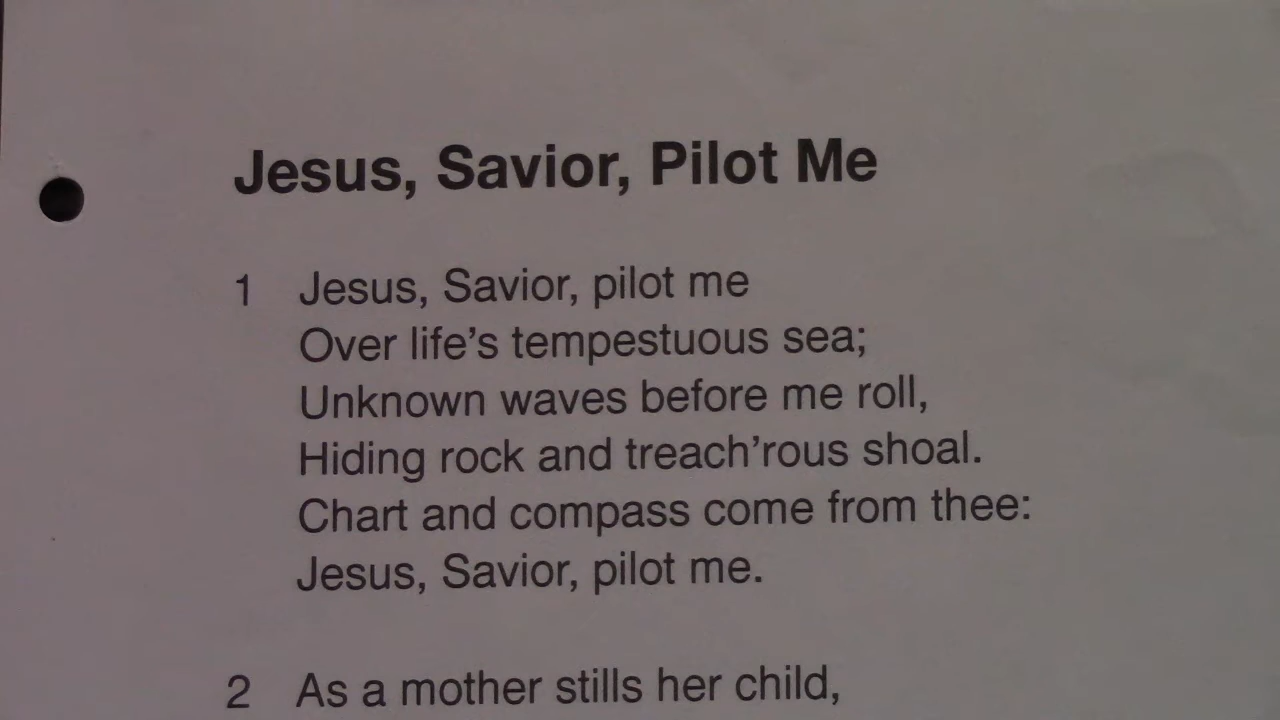 Jesus, Savior, Pilot Me
1 Jesus, Savior, pilot me
Over life's tempestuous sea;
Unknown waves before me roll,
Hiding rock and treach'rous shoal.
Chart and compass come from thee:
Jesus, Savior, pilot me.
2 As a mother stills her child,